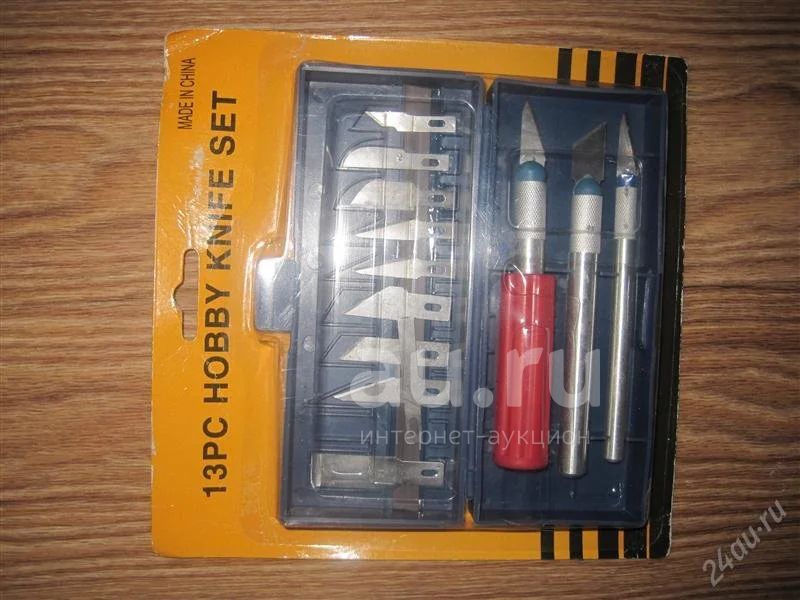 13PC HOBBY KNIFE SET
MADE IN CHINA
au.ru
интернет-аукцион
24au.ru